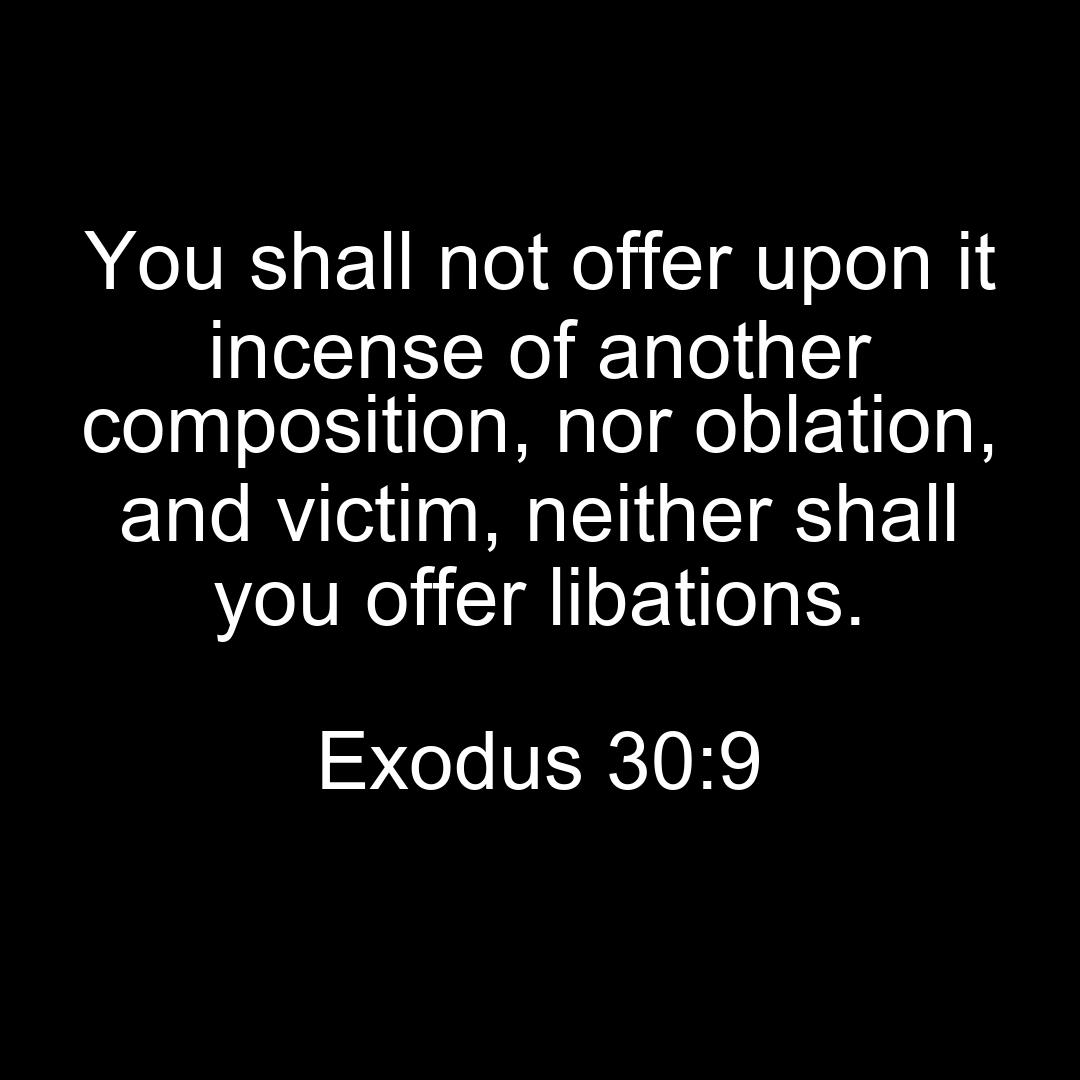 You shall not offer upon it
incense of another
composition, nor oblation,
and victim, neither shall
you offer libations.
Exodus 30:9